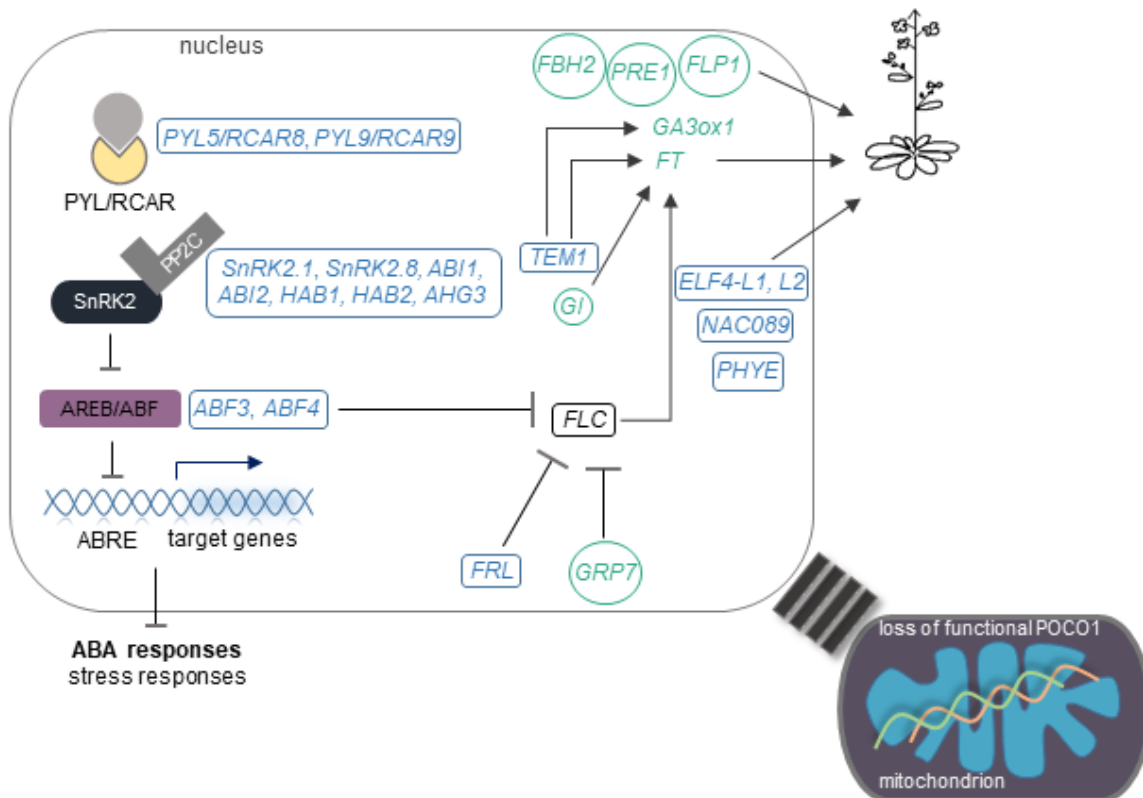 nucleus
FBH2
PRE1
FLP1
PYL5/RCAR8, PYL9/RCAR9
PYL/RCAR
GA3ox1
FT
PP2C
SnRK2
SnRK2.1, SnRK2.8, ABI1,
ABI2, HAB1, HAB2, AHG3
TEM1
GI
ELF4-L1, L2
NAC089
PHYE
AREB/ABF
ABF3, ABF4
FLC
ABRE
target genes
FRL
GRP7
ABA responses
stress responses
loss of functional POCO1
mitochondrion